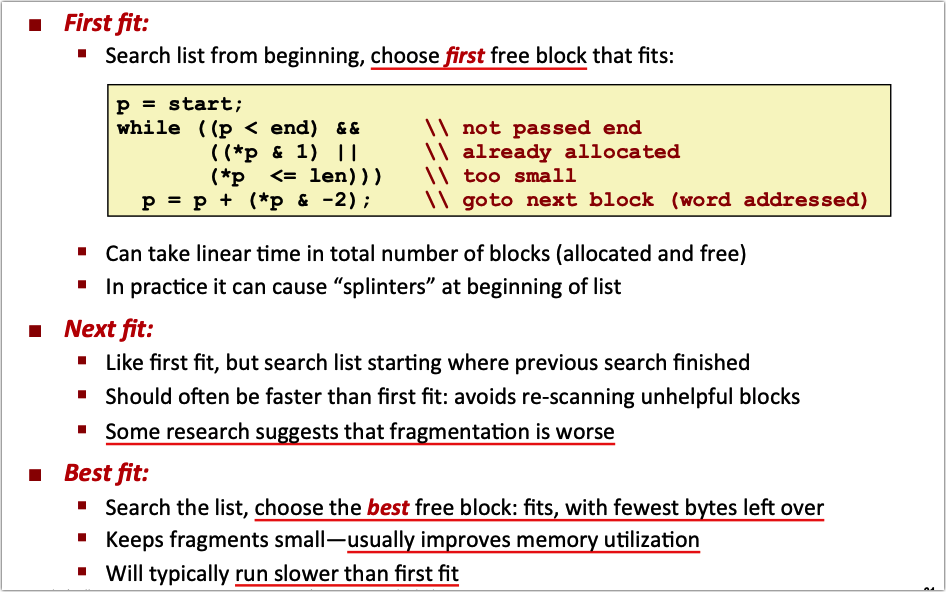 First fit:
Search list from beginning, choose first free block that fits:
p = start;
while ((p < end) &&     \\ not passed end
       ((*p & 1) ||     \\ already allocated
       (*p  <= len)))   \\ too small
  p = p + (*p & -2);    \\ goto next block (word addressed)
Can take linear time in total number of blocks (allocated and free)
In practice it can cause “splinters” at beginning of list
Next fit:
Like first fit, but search list starting where previous search finished
Should often be faster than first fit: avoids re-scanning unhelpful blocks
Some research suggests that fragmentation is worse
Best fit:
Search the list, choose the best free block: fits, with fewest bytes left over
Keeps fragments small—usually improves memory utilization
Will typically run slower than first fit